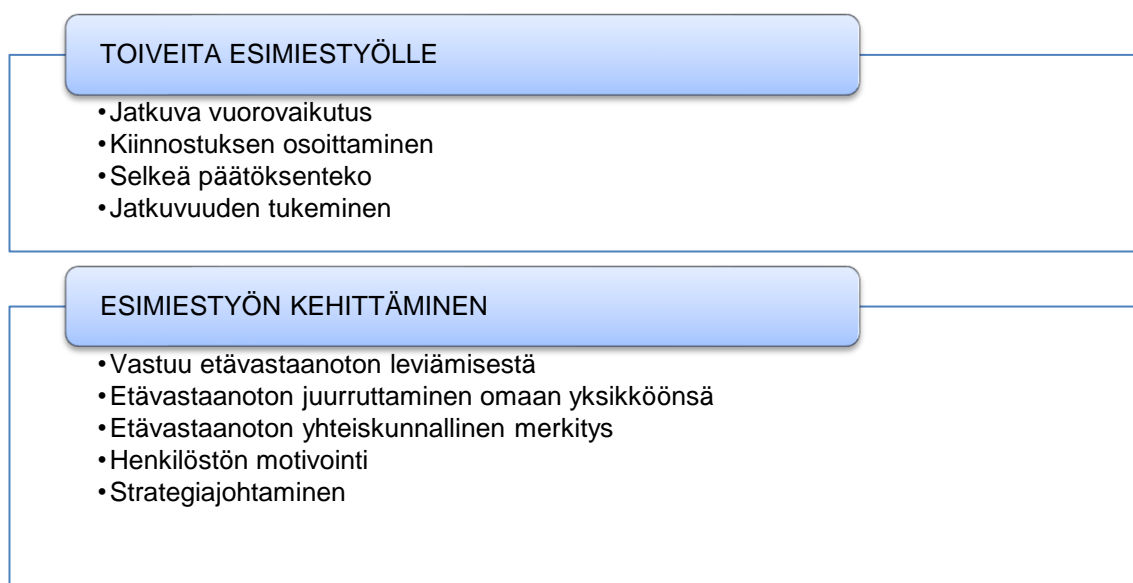 TOIVEITA ESIMIESTYÖLLE
•Jatkuva vuorovaikutus
•Kiinnostuksen osoittaminen
•Selkeä päätöksenteko
•Jatkuvuuden tukeminen
ESIMIESTYÖN KEHITTÄMINEN
•Vastuu etävastaanoton leviämisestä
•Etävastaanoton juurruttaminen omaan yksikköönsä
•Etävastaanoton yhteiskunnallinen merkitys
•Henkilöstön motivointi
•Strategiajohtaminen